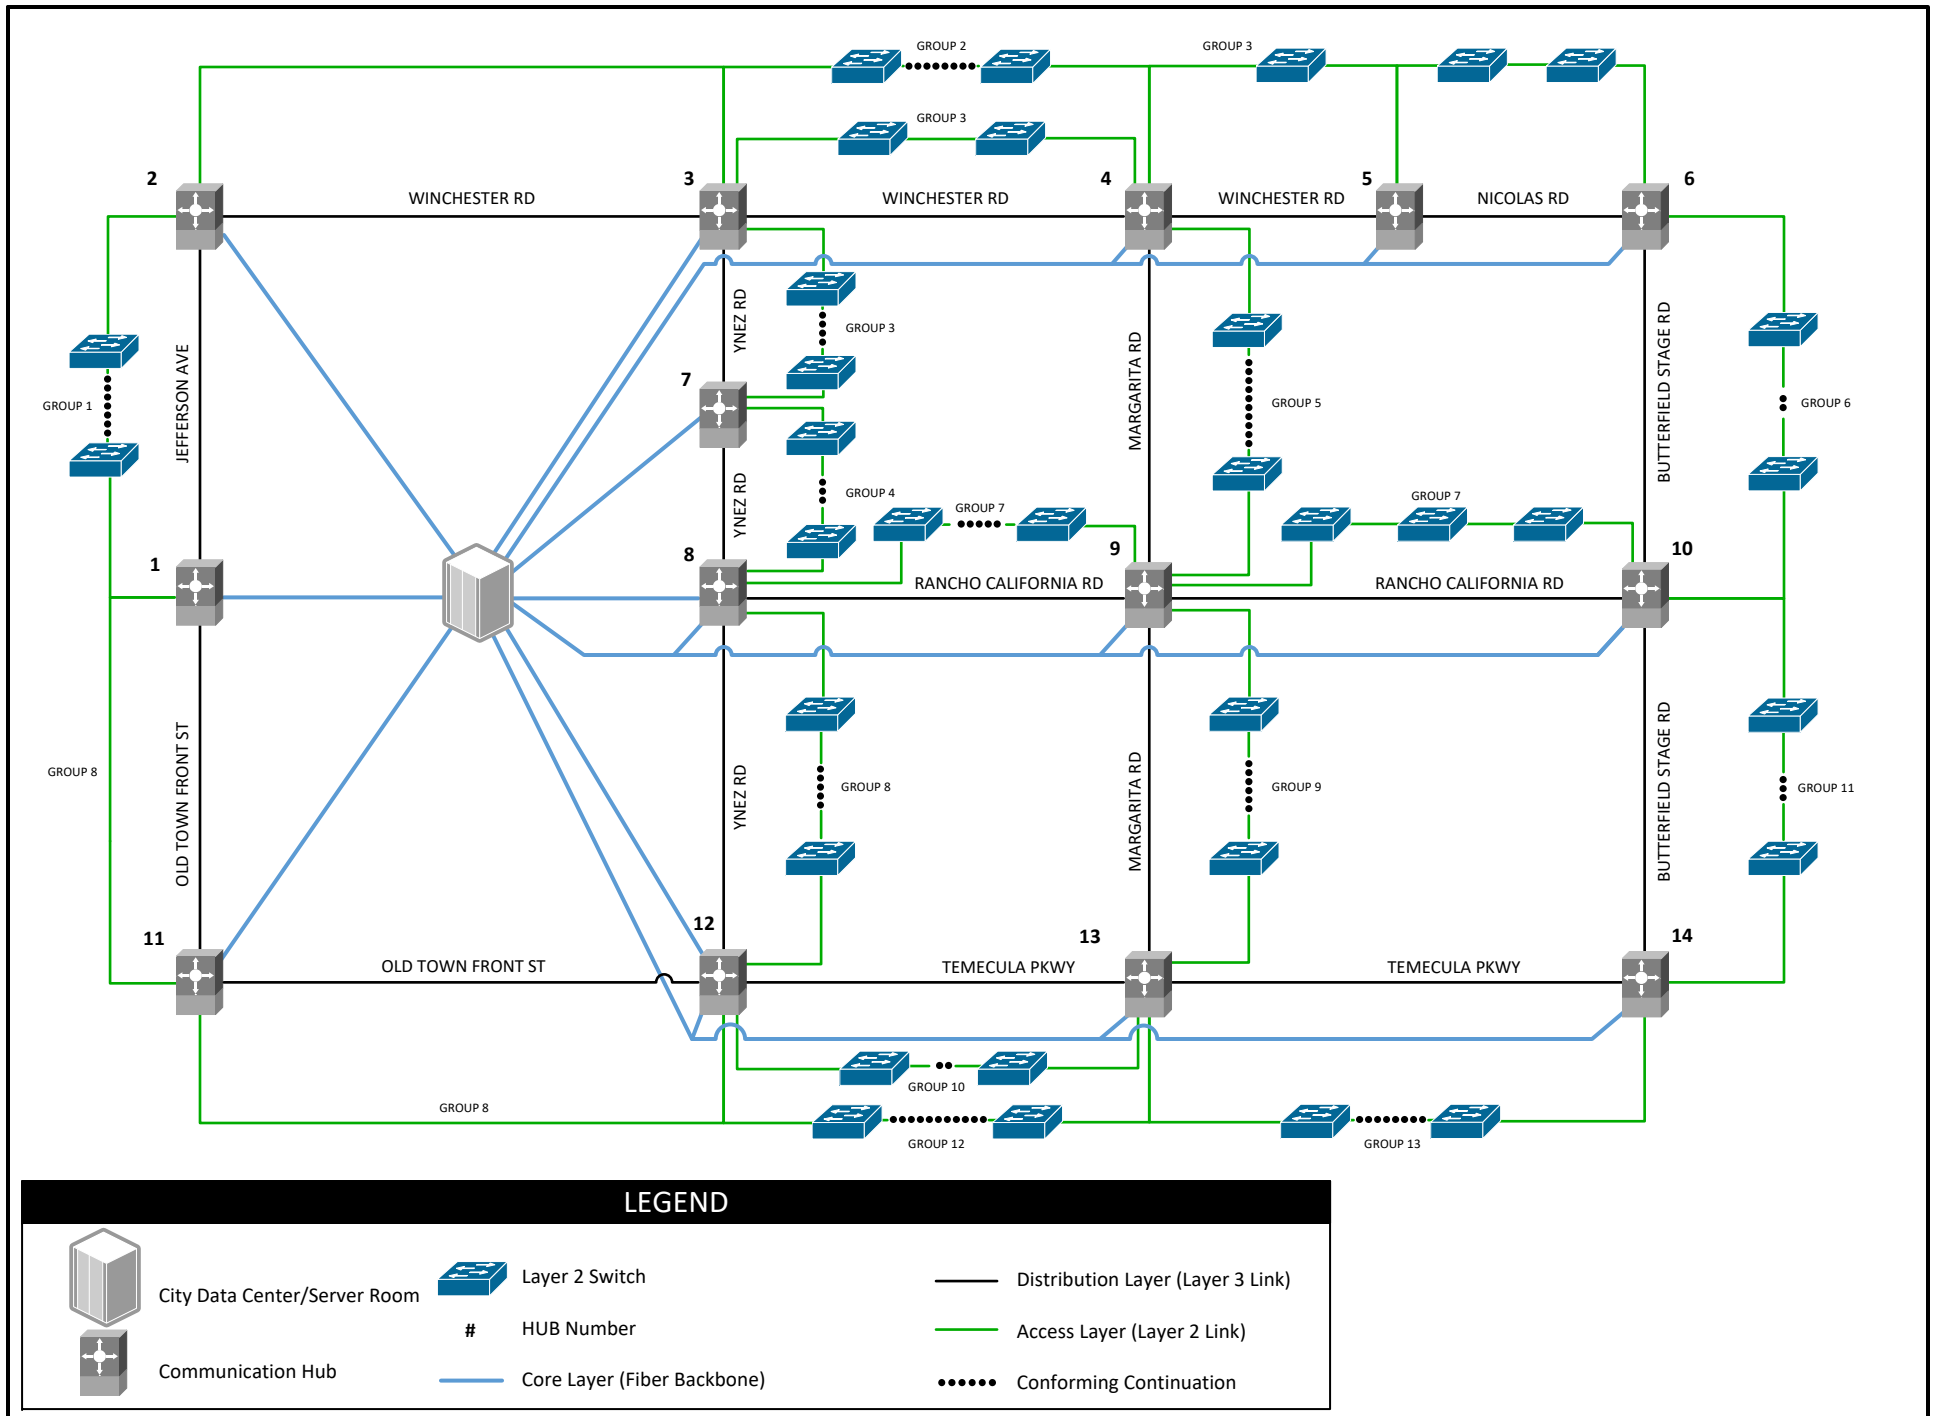 GROUP 2
GROUP 3
GROUP 3
2
3
4
5
6
WINCHESTER RD
WINCHESTER RD
WINCHESTER RD
NICOLAS RD
JEFFERSON AVE
YNEZ RD
GROUP 3
MARGARITA RD
BUTTERFIELD STAGE RD
GROUP 1
7
GROUP 5
GROUP 6
YNEZ RD
GROUP 4
GROUP 7
GROUP 7
1
8
9
10
RANCHO CALIFORNIA RD
RANCHO CALIFORNIA RD
OLD TOWN FRONT ST
GROUP 8
YNEZ RD
GROUP 8
MARGARITA RD
GROUP 9
BUTTERFIELD STAGE RD
GROUP 11
11
12
13
14
OLD TOWN FRONT ST
TEMECULA PKWY
TEMECULA PKWY
GROUP 10
GROUP 8
GROUP 12
GROUP 13
LEGEND
City Data Center/Server Room
Communication Hub
Layer 2 Switch
# HUB Number
Core Layer (Fiber Backbone)
Distribution Layer (Layer 3 Link)
Access Layer (Layer 2 Link)
Conforming Continuation